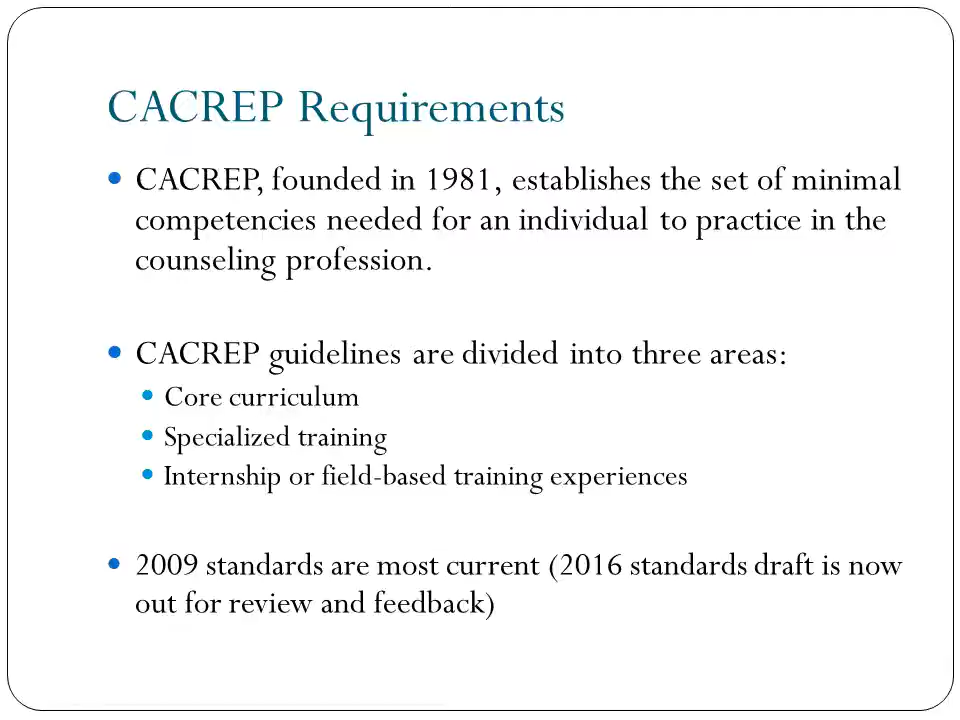 CACREP Requirements
CACREP, founded in 1981, establishes the set of minimal
competencies needed for an individual to practice in the
counseling profession.
CACREP guidelines are divided into three areas:
Core curriculum
Specialized training
Internship or field-based training experiences
2009 standards are most current (2016 standards draft is now
out for review and feedback)